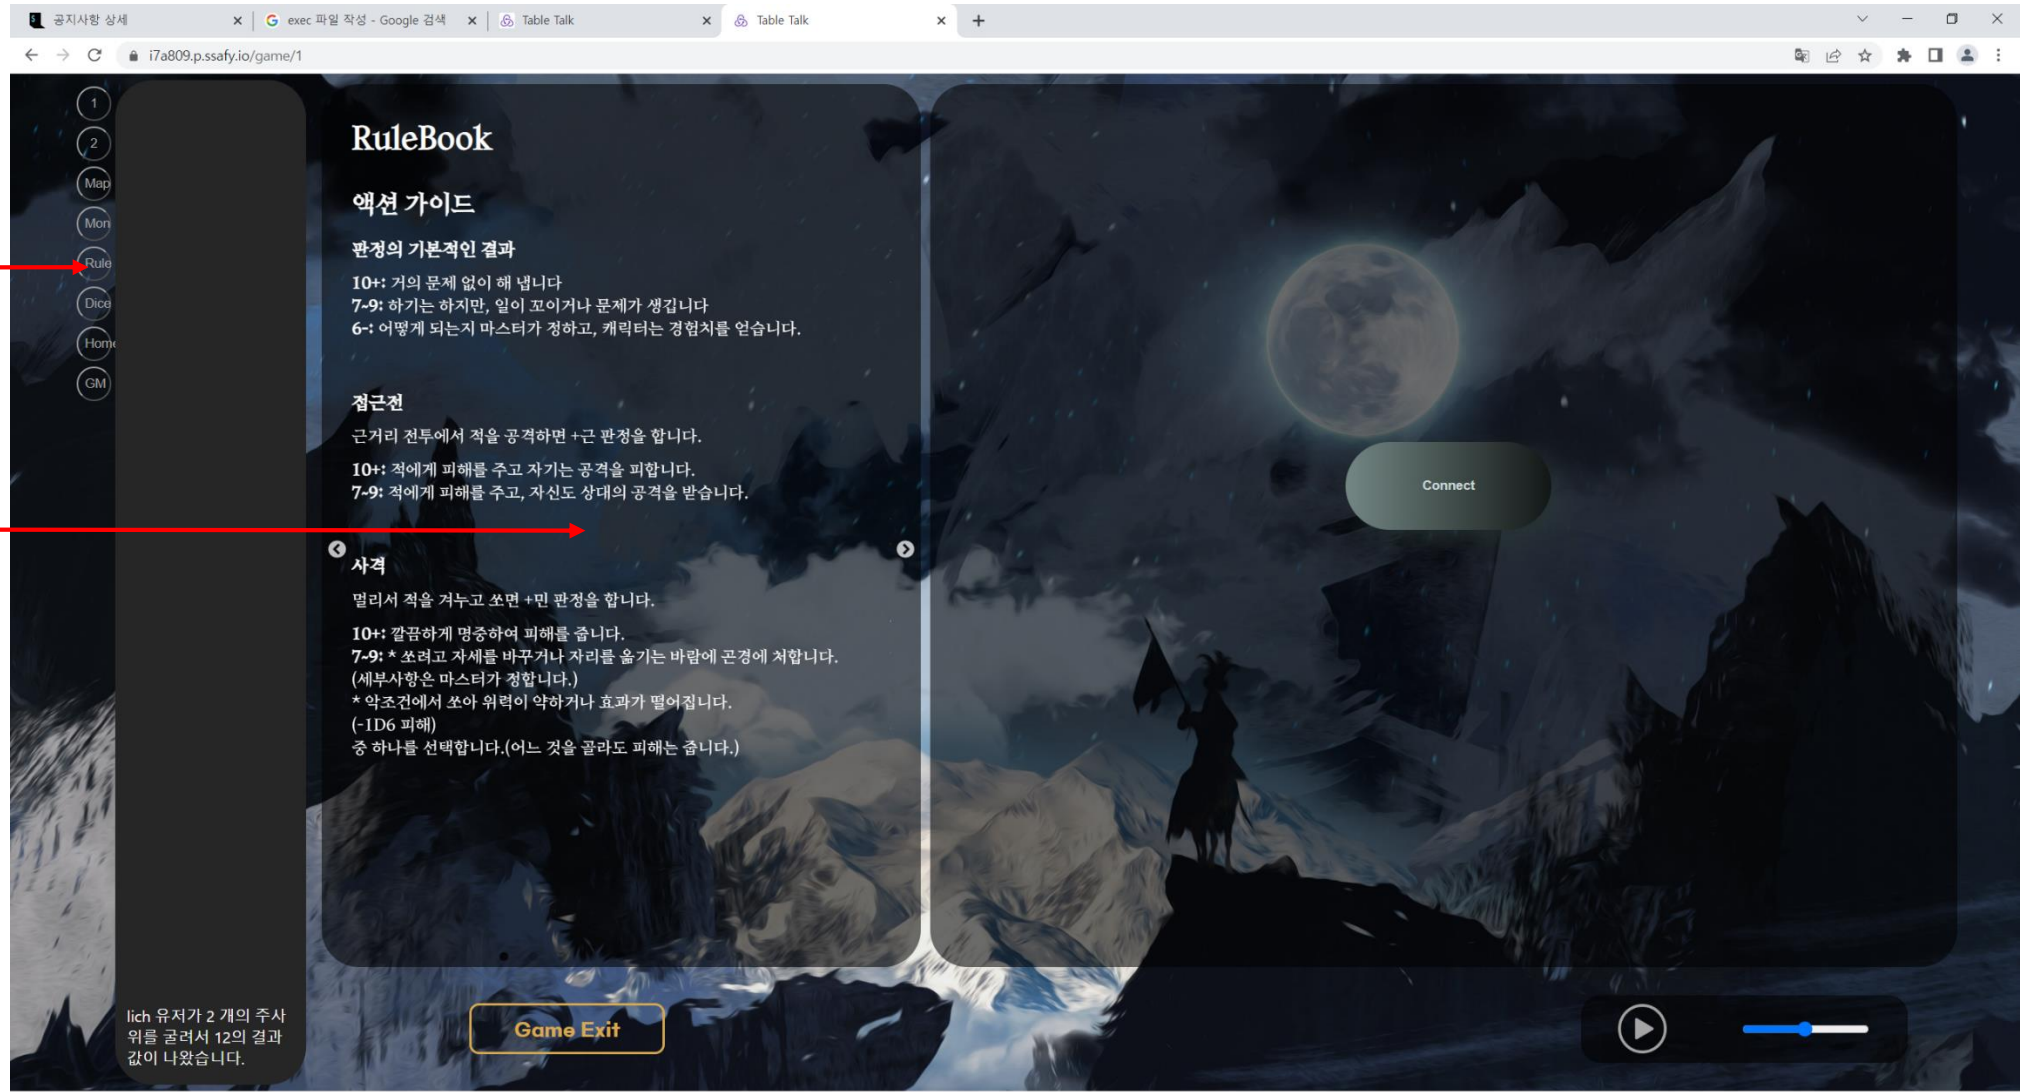 공지사항 상세
exec 파일 작성 - Google 검색
Table Talk
Table Talk
i7a809.p.ssafy.io/game/1
1
2
Map
Mon
Rule
Dice
Home
GM
RuleBook
액션 가이드
판정의 기본적인 결과
10+: 거의 문제 없이 해 냅니다
7~9: 하기는 하지만, 일이 꼬이거나 문제가 생깁니다
6-: 어떻게 되는지 마스터가 정하고, 캐릭터는 경험치를 얻습니다.
접근전
근거리 전투에서 적을 공격하면 +근 판정을 합니다.
10+: 적에게 피해를 주고 자기는 공격을 피합니다.
7~9: 적에게 피해를 주고, 자신도 상대의 공격을 받습니다.
사격
멀리서 적을 겨누고 쏘면 +민 판정을 합니다.
10+: 깔끔하게 명중하여 피해를 줍니다.
7~9: * 쏘려고 자세를 바꾸거나 자리를 옮기는 바람에 곤경에 처합니다.
(세부사항은 마스터가 정합니다.)
* 악조건에서 쏘아 위력이 약하거나 효과가 떨어집니다.
(-1D6 피해)
중 하나를 선택합니다.(어느 것을 골라도 피해는 줍니다.)
Connect
lich 유저가 2 개의 주사
위를 굴려서 12의 결과
값이 나왔습니다.
Game Exit